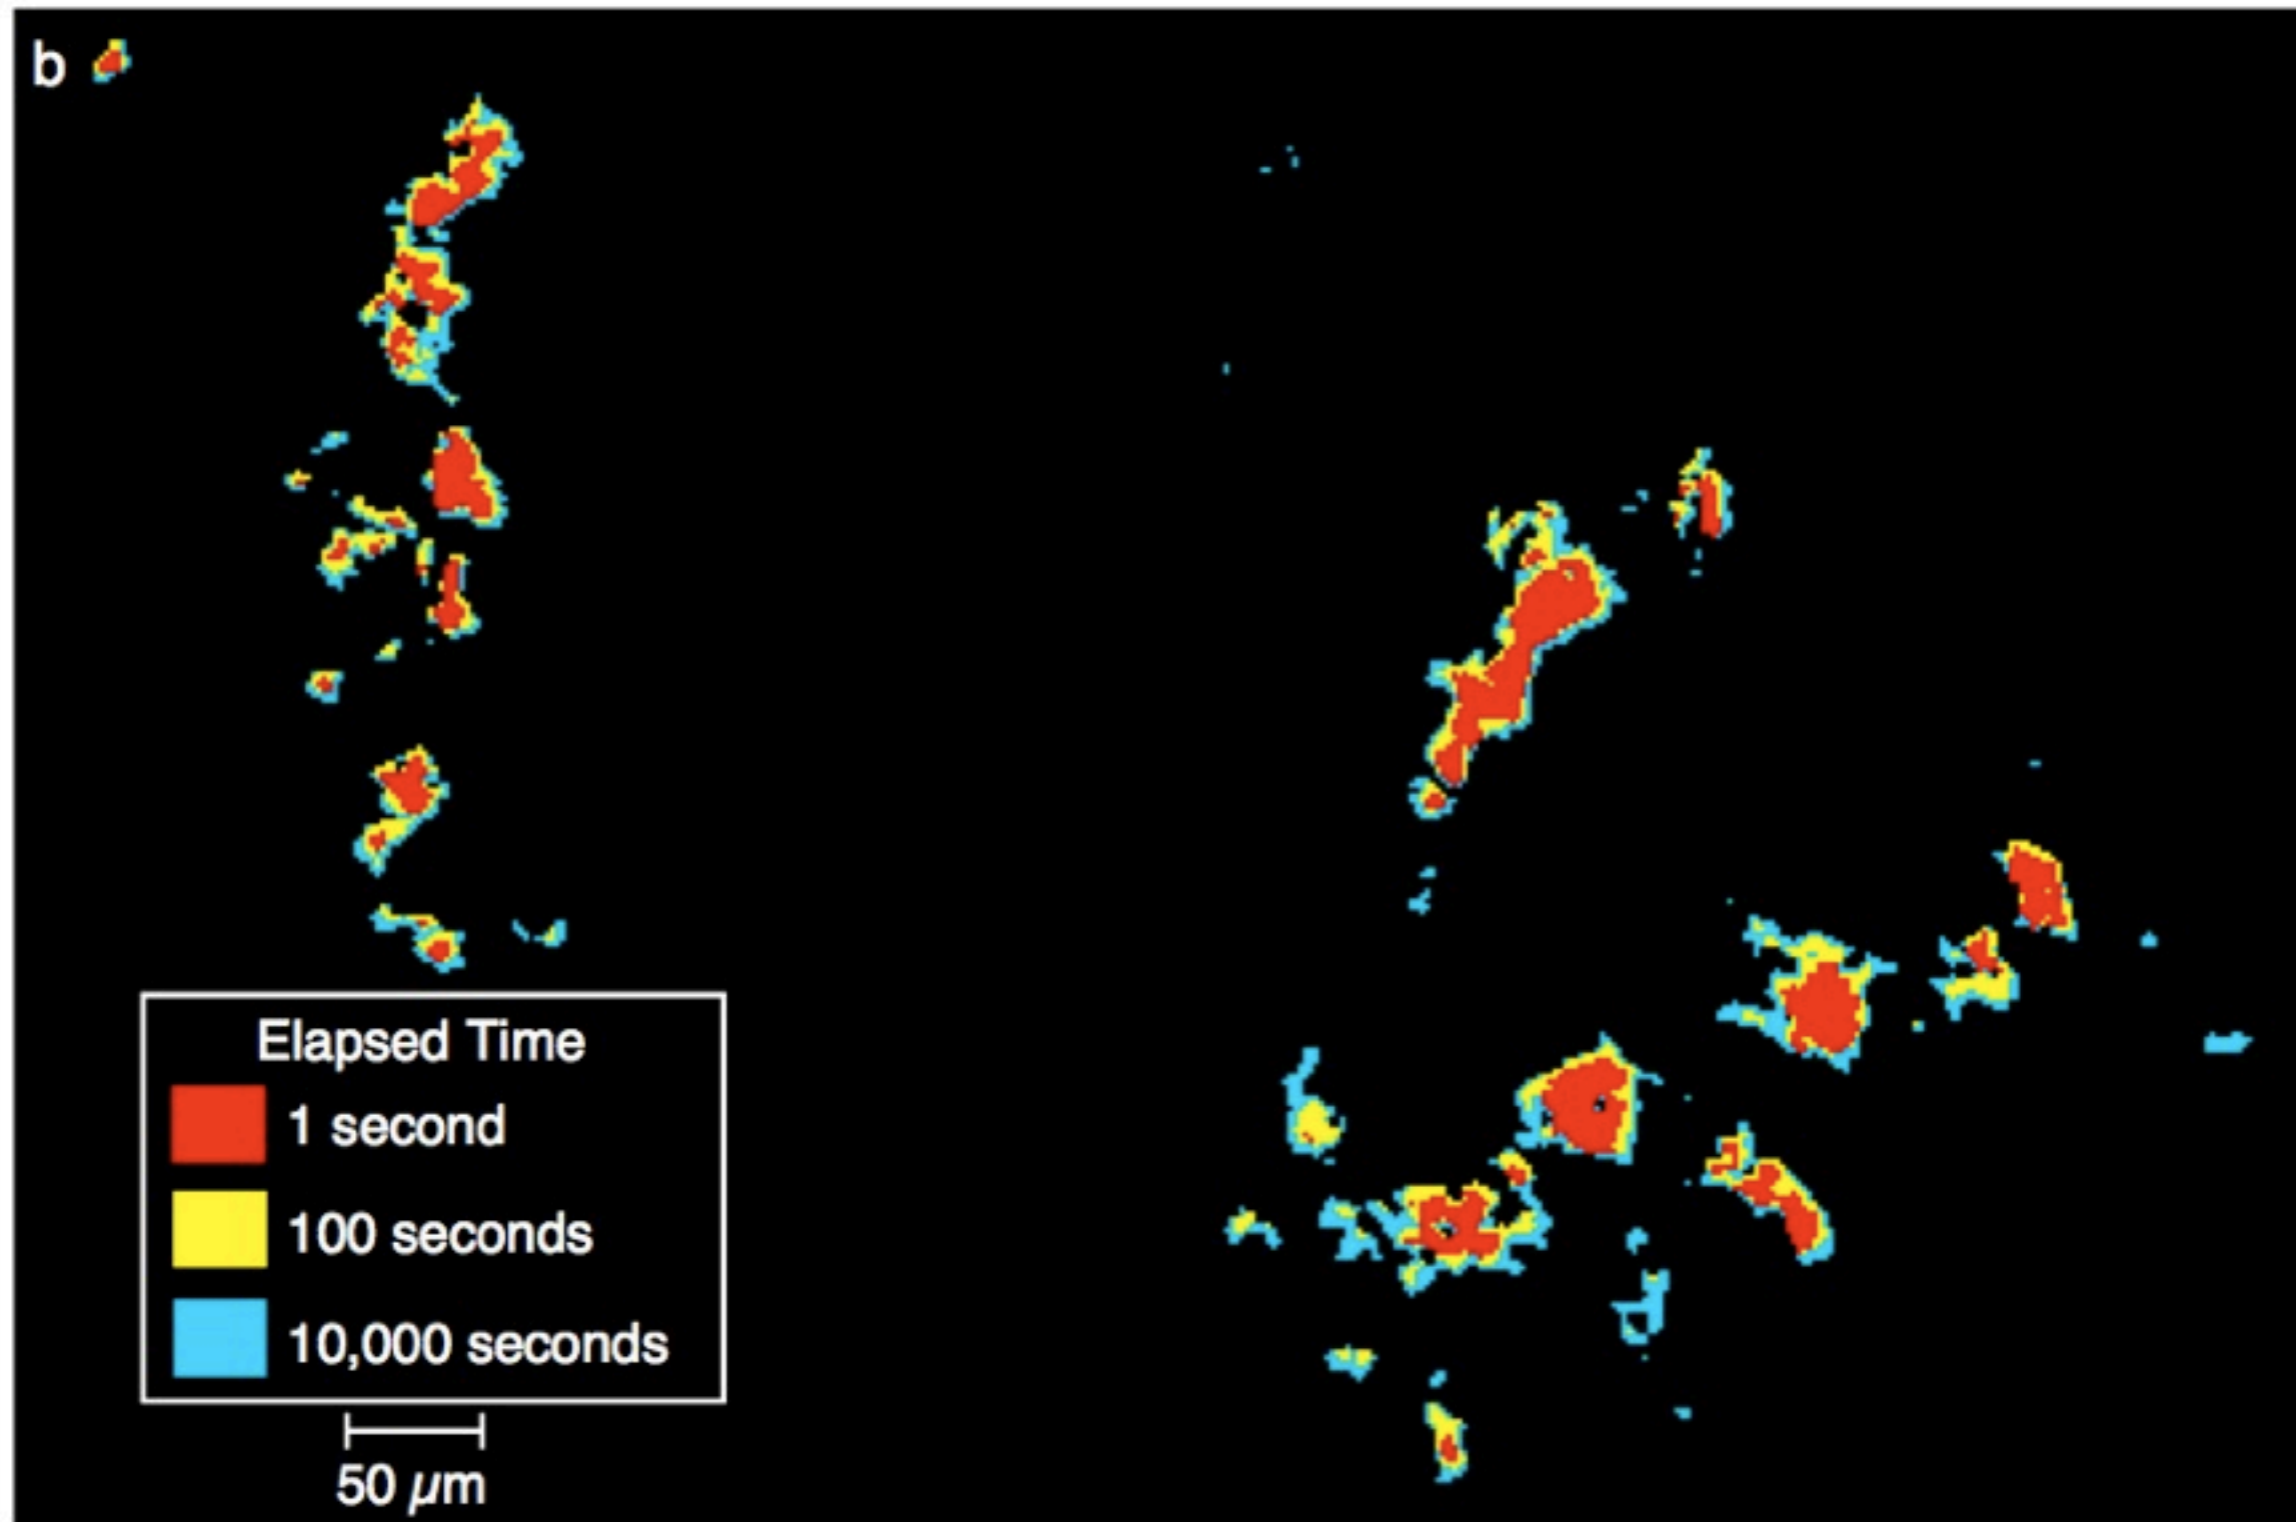 b
Elapsed Time
1 second
100 seconds
10,000 seconds
50 µm